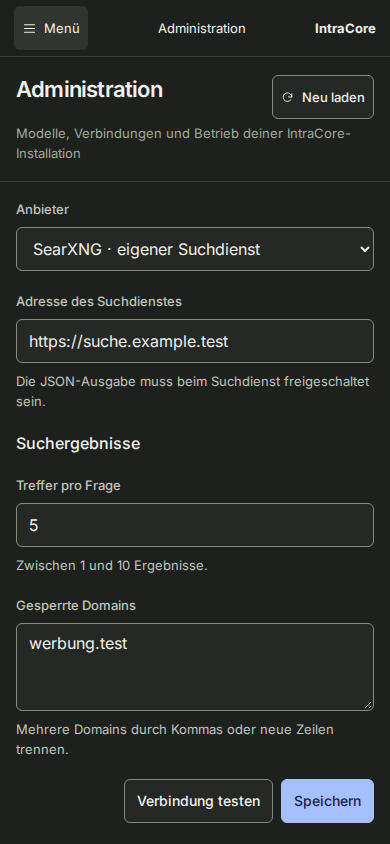 Menü
Administration
IntraCore
Administration
Neu laden
Modelle, Verbindungen und Betrieb deiner IntraCore-
Installation
Anbieter
SearXNG · eigener Suchdienst
Adresse des Suchdienstes
https://suche.example.test
Die JSON-Ausgabe muss beim Suchdienst freigeschaltet
sein.
Suchergebnisse
Treffer pro Frage
5
Zwischen 1 und 10 Ergebnisse.
Gesperrte Domains
werbung.test
Mehrere Domains durch Kommas oder neue Zeilen
trennen.
Verbindung testen
Speichern